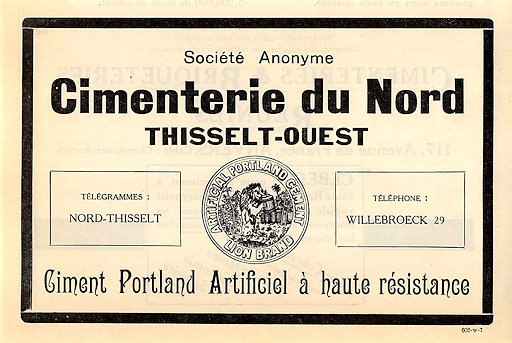 Société Anonyme
Cimenterie du Nord
THISSELT-OUEST
TÉLÉGRAMMES :
NORD-THISSELT
ARTIFICIAL PORTLAND CEMENT
LION BRAND
TÉLÉPHONE :
WILLEBROECK 29
Ciment Portland Artificiel à haute résistance